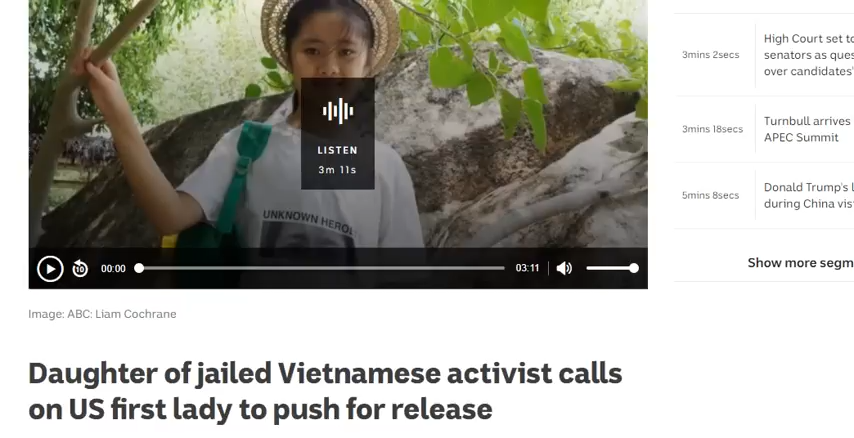 LISTEN
3m 11s
UNKNOWN
10
00:00
03:11
Image: ABC: Liam Cochrane
Daughter of jailed Vietnamese activist calls
on US first lady to push for release
3mins 2secs
High Court set to
senators as ques
over candidates'
3mins 18secs
Turnbull arrives
APEC Summit
5mins 8secs
Donald Trump's l
during China vis
Show more segm